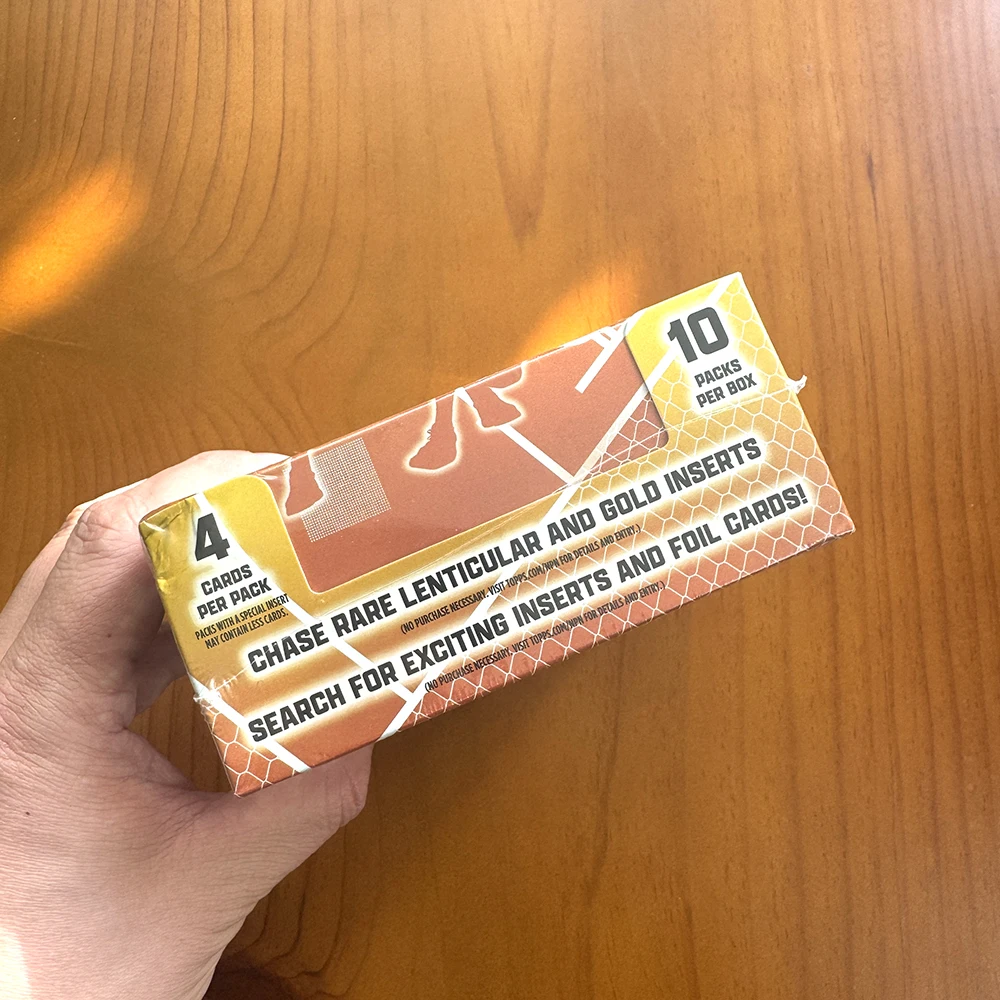 10
PACKS
PER BOX
4
CARDS
PER PACK
PACKS WITH A SPECIAL INSERT
MAY CONTAIN LESS CARDS.
CHASE RARE LENTICULAR AND GOLD INSERTS
(NO PURCHASE NECESSARY. VISIT TOPPS.COM/NPN FOR DETAILS AND ENTRY.)
SEARCH FOR EXCITING INSERTS AND FOIL CARDS!
(NO PURCHASE NECESSARY. VISIT TOPPS.COM/NPN FOR DETAILS AND ENTRY.)